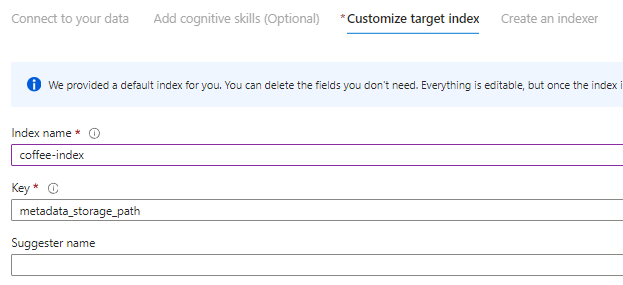 Connect to your data Add cognitive skills (Optional) *Customize target index Create an indexer
We provided a default index for you. You can delete the fields you don't need. Everything is editable, but once the index i
Index name *
coffee-index
Key *
metadata_storage_path
Suggester name